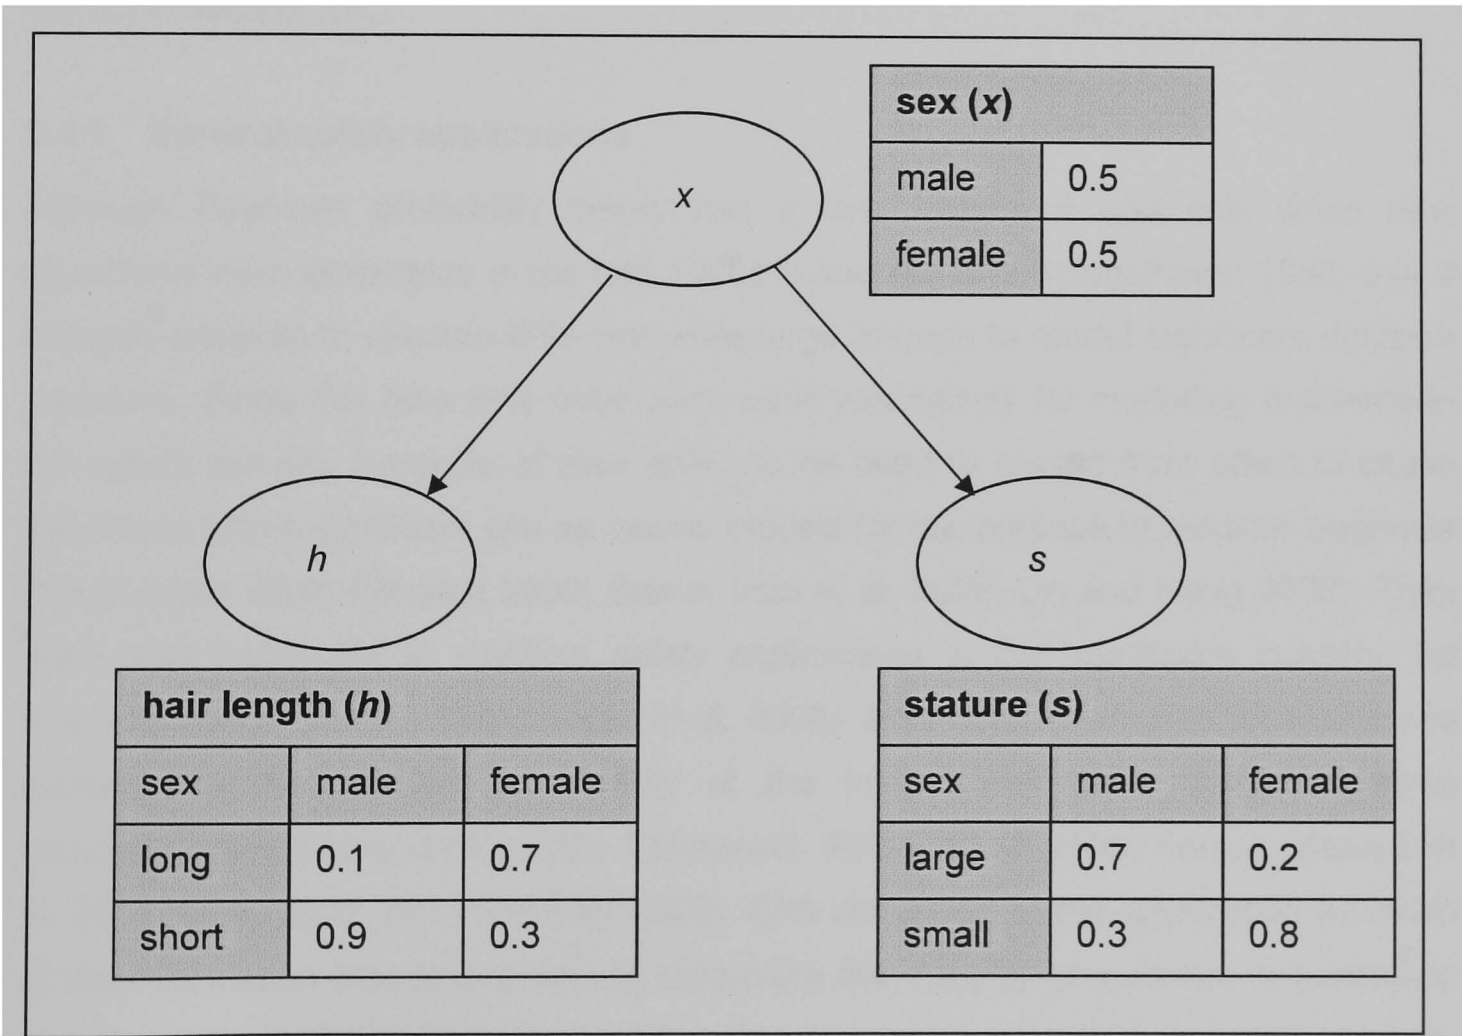 sex (x)
male 0.5
female 0.5
x
h
s
hair length (h)
sex male female
long 0.1 0.7
short 0.9 0.3
stature (s)
sex male female
large 0.7 0.2
small 0.3 0.8